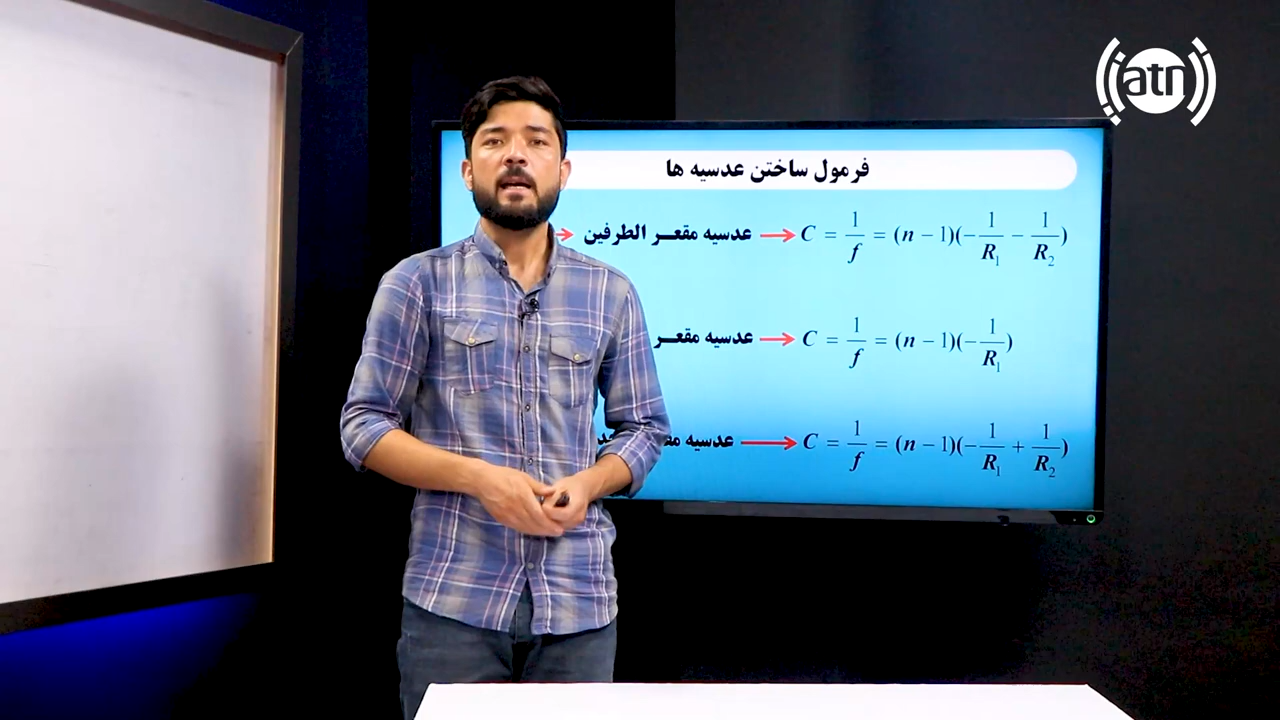 atn
فرمول ساختن عدسیه ها
عدسیه مقعر الطرفین → C = 1/f = (n − 1)(−1/R₁ − 1/R₂)
عدسیه مقعر → C = 1/f = (n − 1)(−1/R₁)
عدسیه → C = 1/f = (n − 1)(−1/R₁ + 1/R₂)